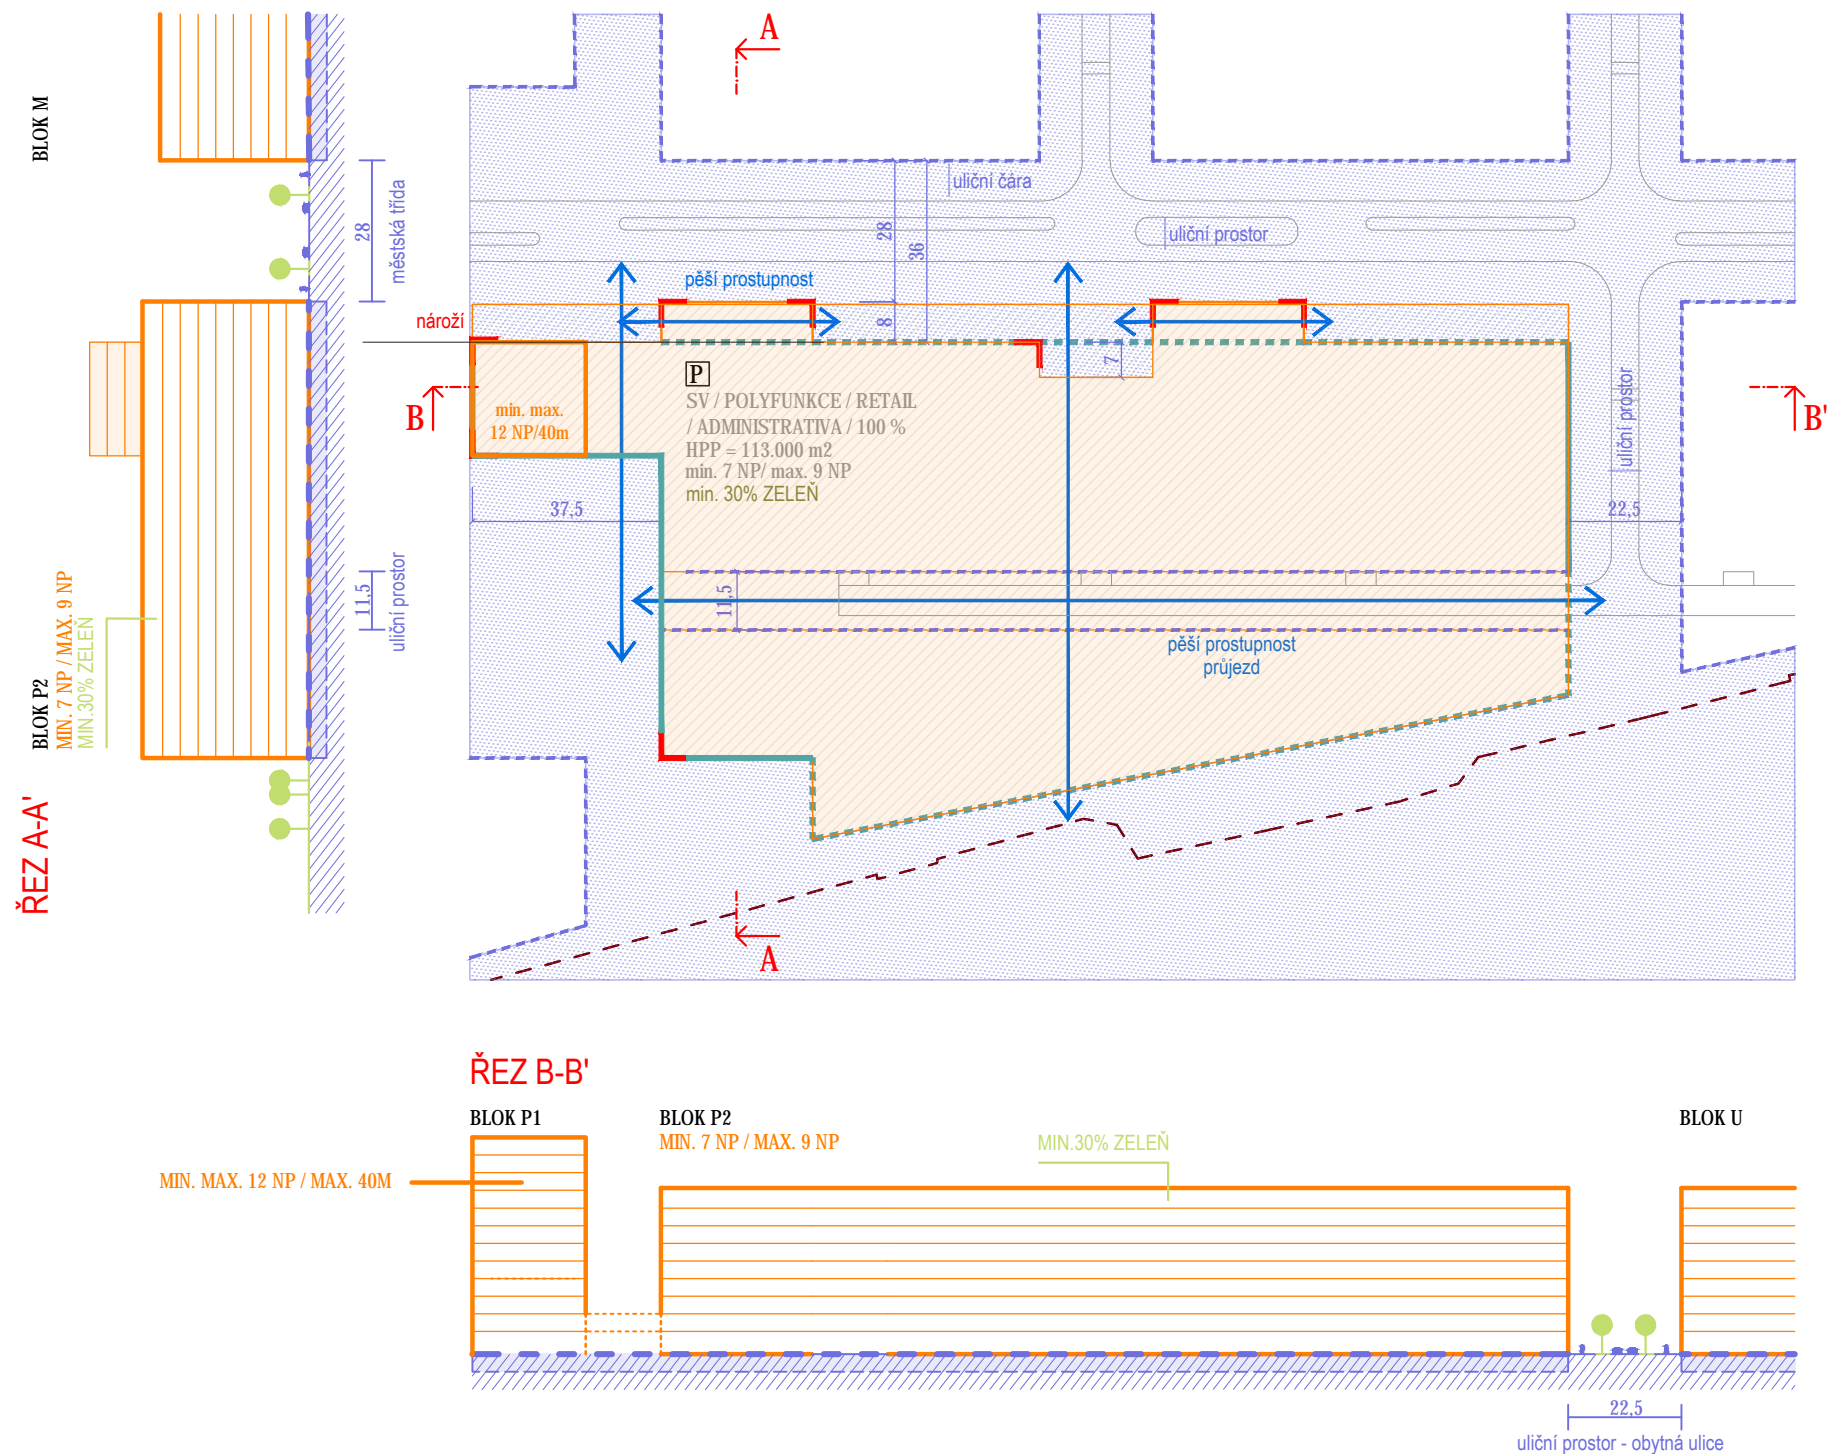 A
BLOK M
28
městská třída
uliční čára
28
36
uliční prostor
pěší prostupnost
nároží
8
7
P
SV / POLYFUNKCE / RETAIL
/ ADMINISTRATIVA / 100 %
HPP = 113.000 m2
min. 7 NP/ max. 9 NP
min. 30% ZELEŇ
B
min. max.
12 NP/40m
B'
uliční prostor
37,5
22,5
11,5
uliční prostor
11,5
pěší prostupnost
průjezd
BLOK P2
MIN. 7 NP / MAX. 9 NP
MIN.30% ZELEŇ
ŘEZ A-A'
A
ŘEZ B-B'
BLOK P1
BLOK P2
MIN. 7 NP / MAX. 9 NP
MIN.30% ZELEŇ
BLOK U
MIN. MAX. 12 NP / MAX. 40M
22,5
uliční prostor - obytná ulice